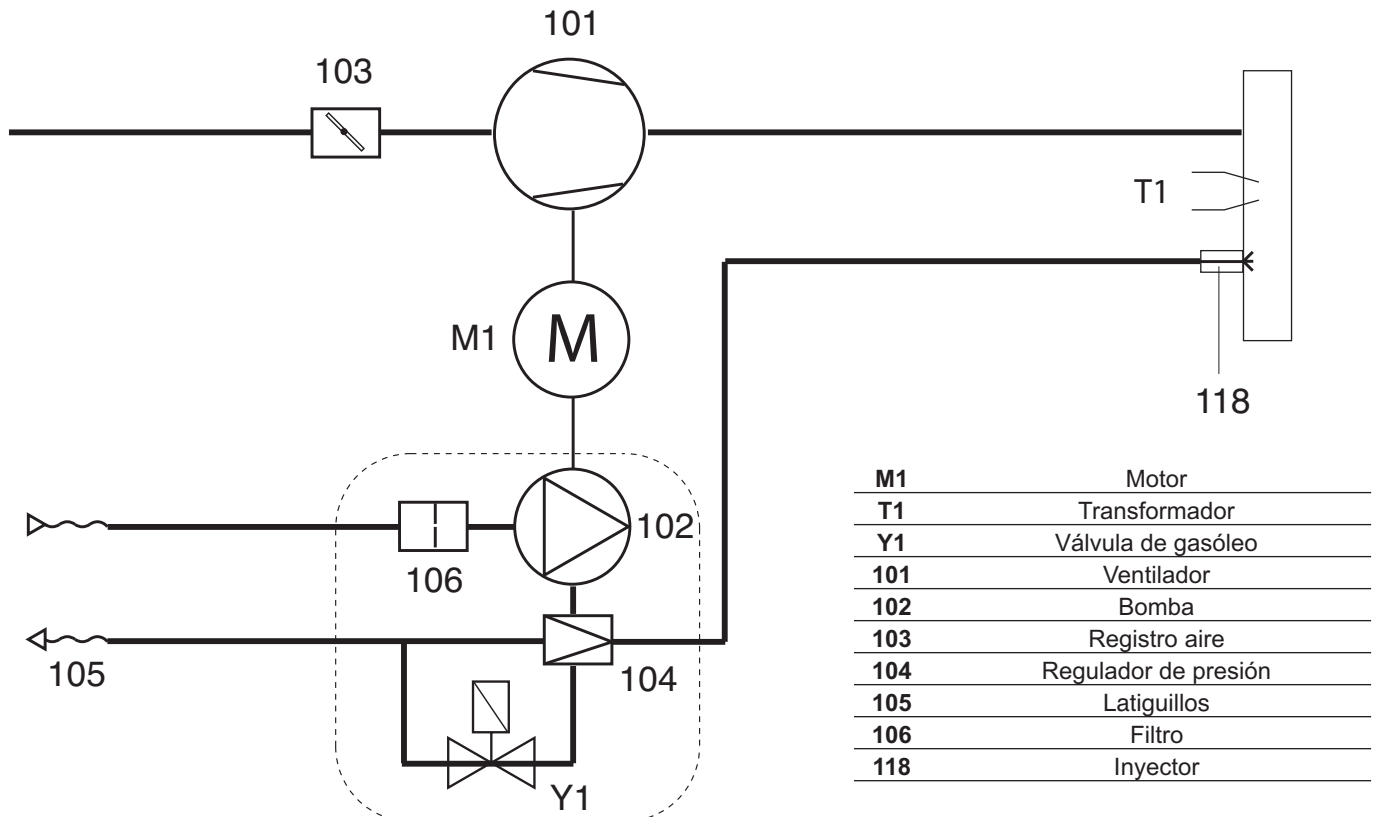 101
103
T1
M1
M
118
102
106
105
104
Y1
M1 Motor
T1 Transformador
Y1 Válvula de gasóleo
101 Ventilador
102 Bomba
103 Registro aire
104 Regulador de presión
105 Latiguillos
106 Filtro
118 Inyector